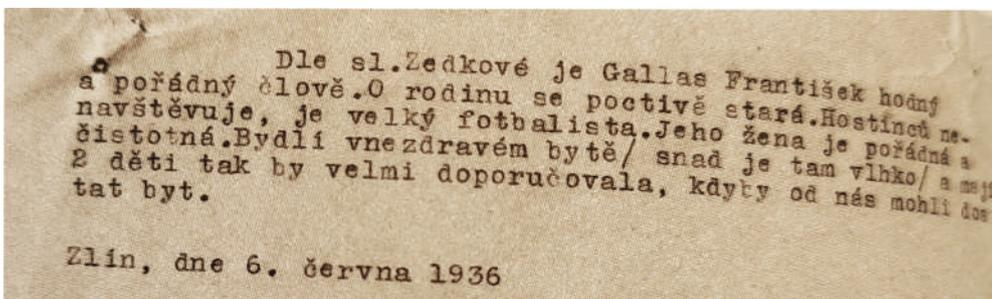 Dle sl.Zedkové je Gallas František hodný
a pořádný člově.O rodinu se poctivě stará.Hostinců ne-
navštěvuje, je velký fotbalista.Jeho žena je pořádná a
čistotná.Bydlí vnezdravém bytě/ snad je tam vlhko/ a mají
2 děti tak by velmi doporučovala, kdyby od nás mohli dos
tat byt.
Zlín, dne 6. června 1936